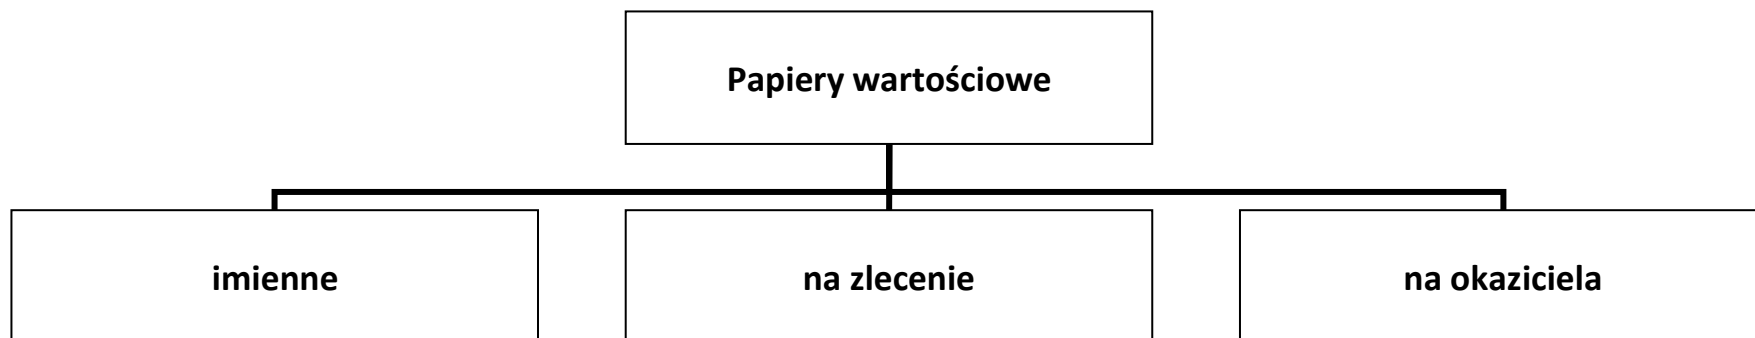 Papiery wartościowe
imienne
na zlecenie
na okaziciela